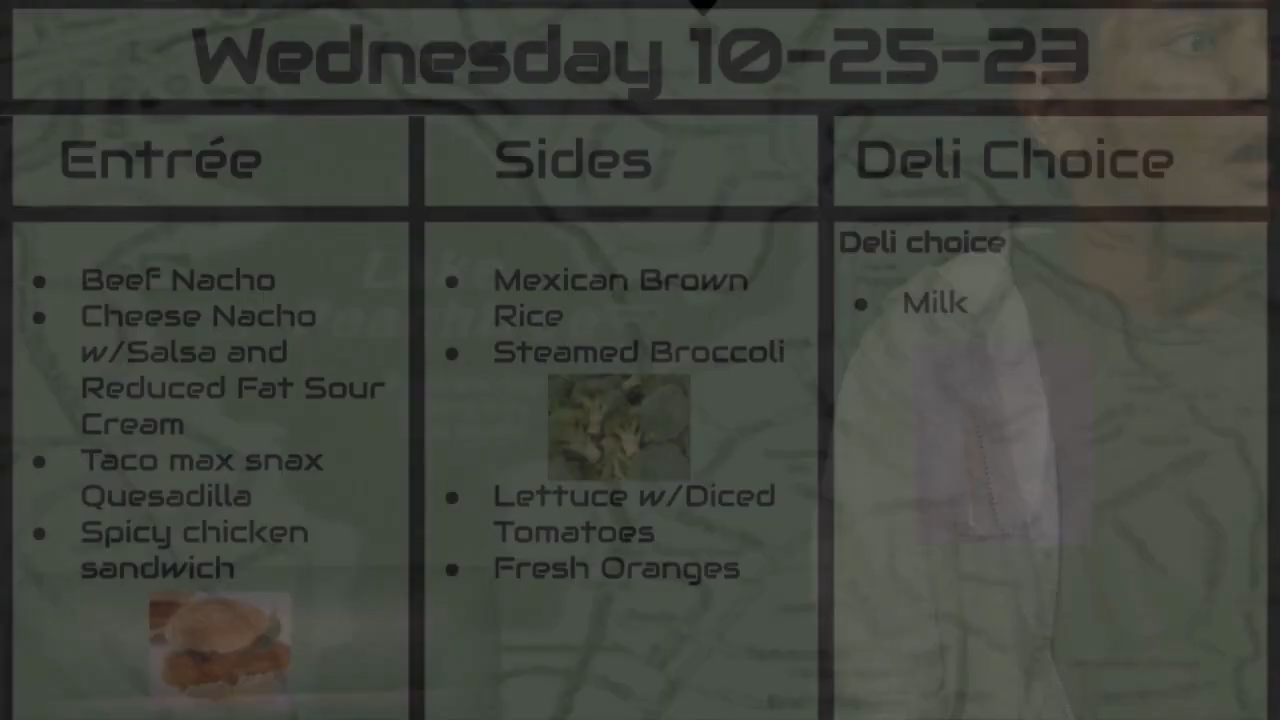 Wednesday 10-25-23
Entrée
Sides
Deli Choice
Beef Nacho
Cheese Nacho
w/Salsa and
Reduced Fat Sour
Cream
Taco max snax
Quesadilla
Spicy chicken
sandwich
Mexican Brown
Rice
Steamed Broccoli
Lettuce w/Diced
Tomatoes
Fresh Oranges
Deli choice
Milk